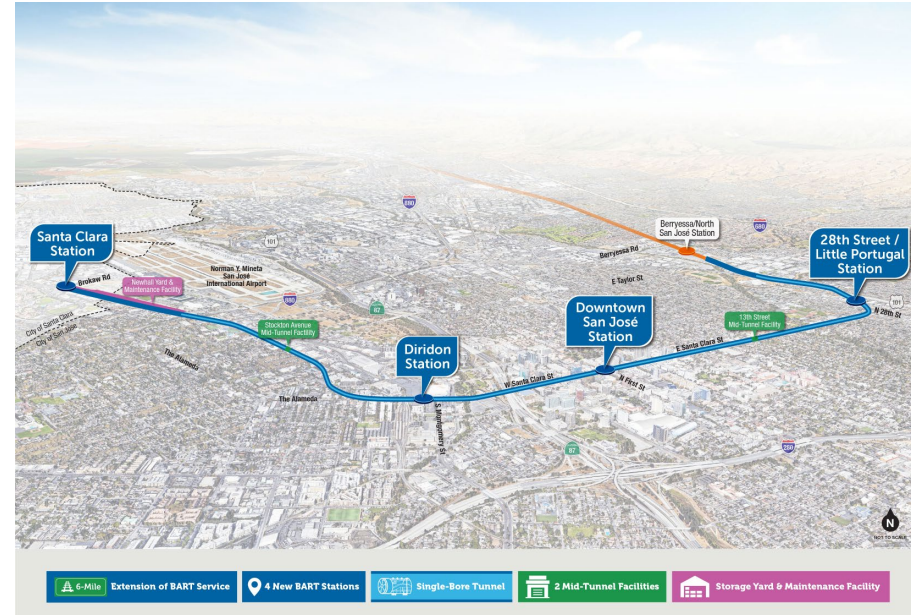 880
Santa Clara
Station
Berryessa/North
San José Station
680
28th Street /
Little Portugal
Station
101
Berryessa Rd
Brokaw Rd
Norman Y. Mineta
San José
International Airport
E Taylor St
Newhall Yard &
Maintenance Facility
880
101
N 28th St
City of Santa Clara
City of San Jose
87
Downtown
San José
Station
Stockton Avenue
Mid-Tunnel Facility
13th Street
Mid-Tunnel Facility
Diridon
Station
E Santa Clara St
The Alameda
W Santa Clara St
N First St
The Alameda
S Montgomery St
87
280
N
NOT TO SCALE
6-Mile Extension of BART Service
4 New BART Stations
Single-Bore Tunnel
2 Mid-Tunnel Facilities
Storage Yard & Maintenance Facility